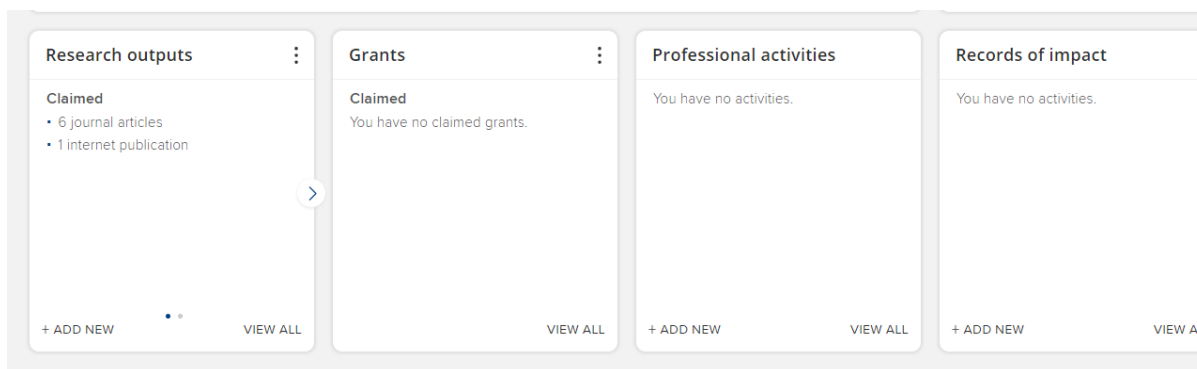 Research outputs
Claimed
• 6 journal articles
• 1 internet publication
+ ADD NEW
VIEW ALL
Grants
Claimed
You have no claimed grants.
VIEW ALL
Professional activities
You have no activities.
+ ADD NEW
VIEW ALL
Records of impact
You have no activities.
+ ADD NEW
VIEW A